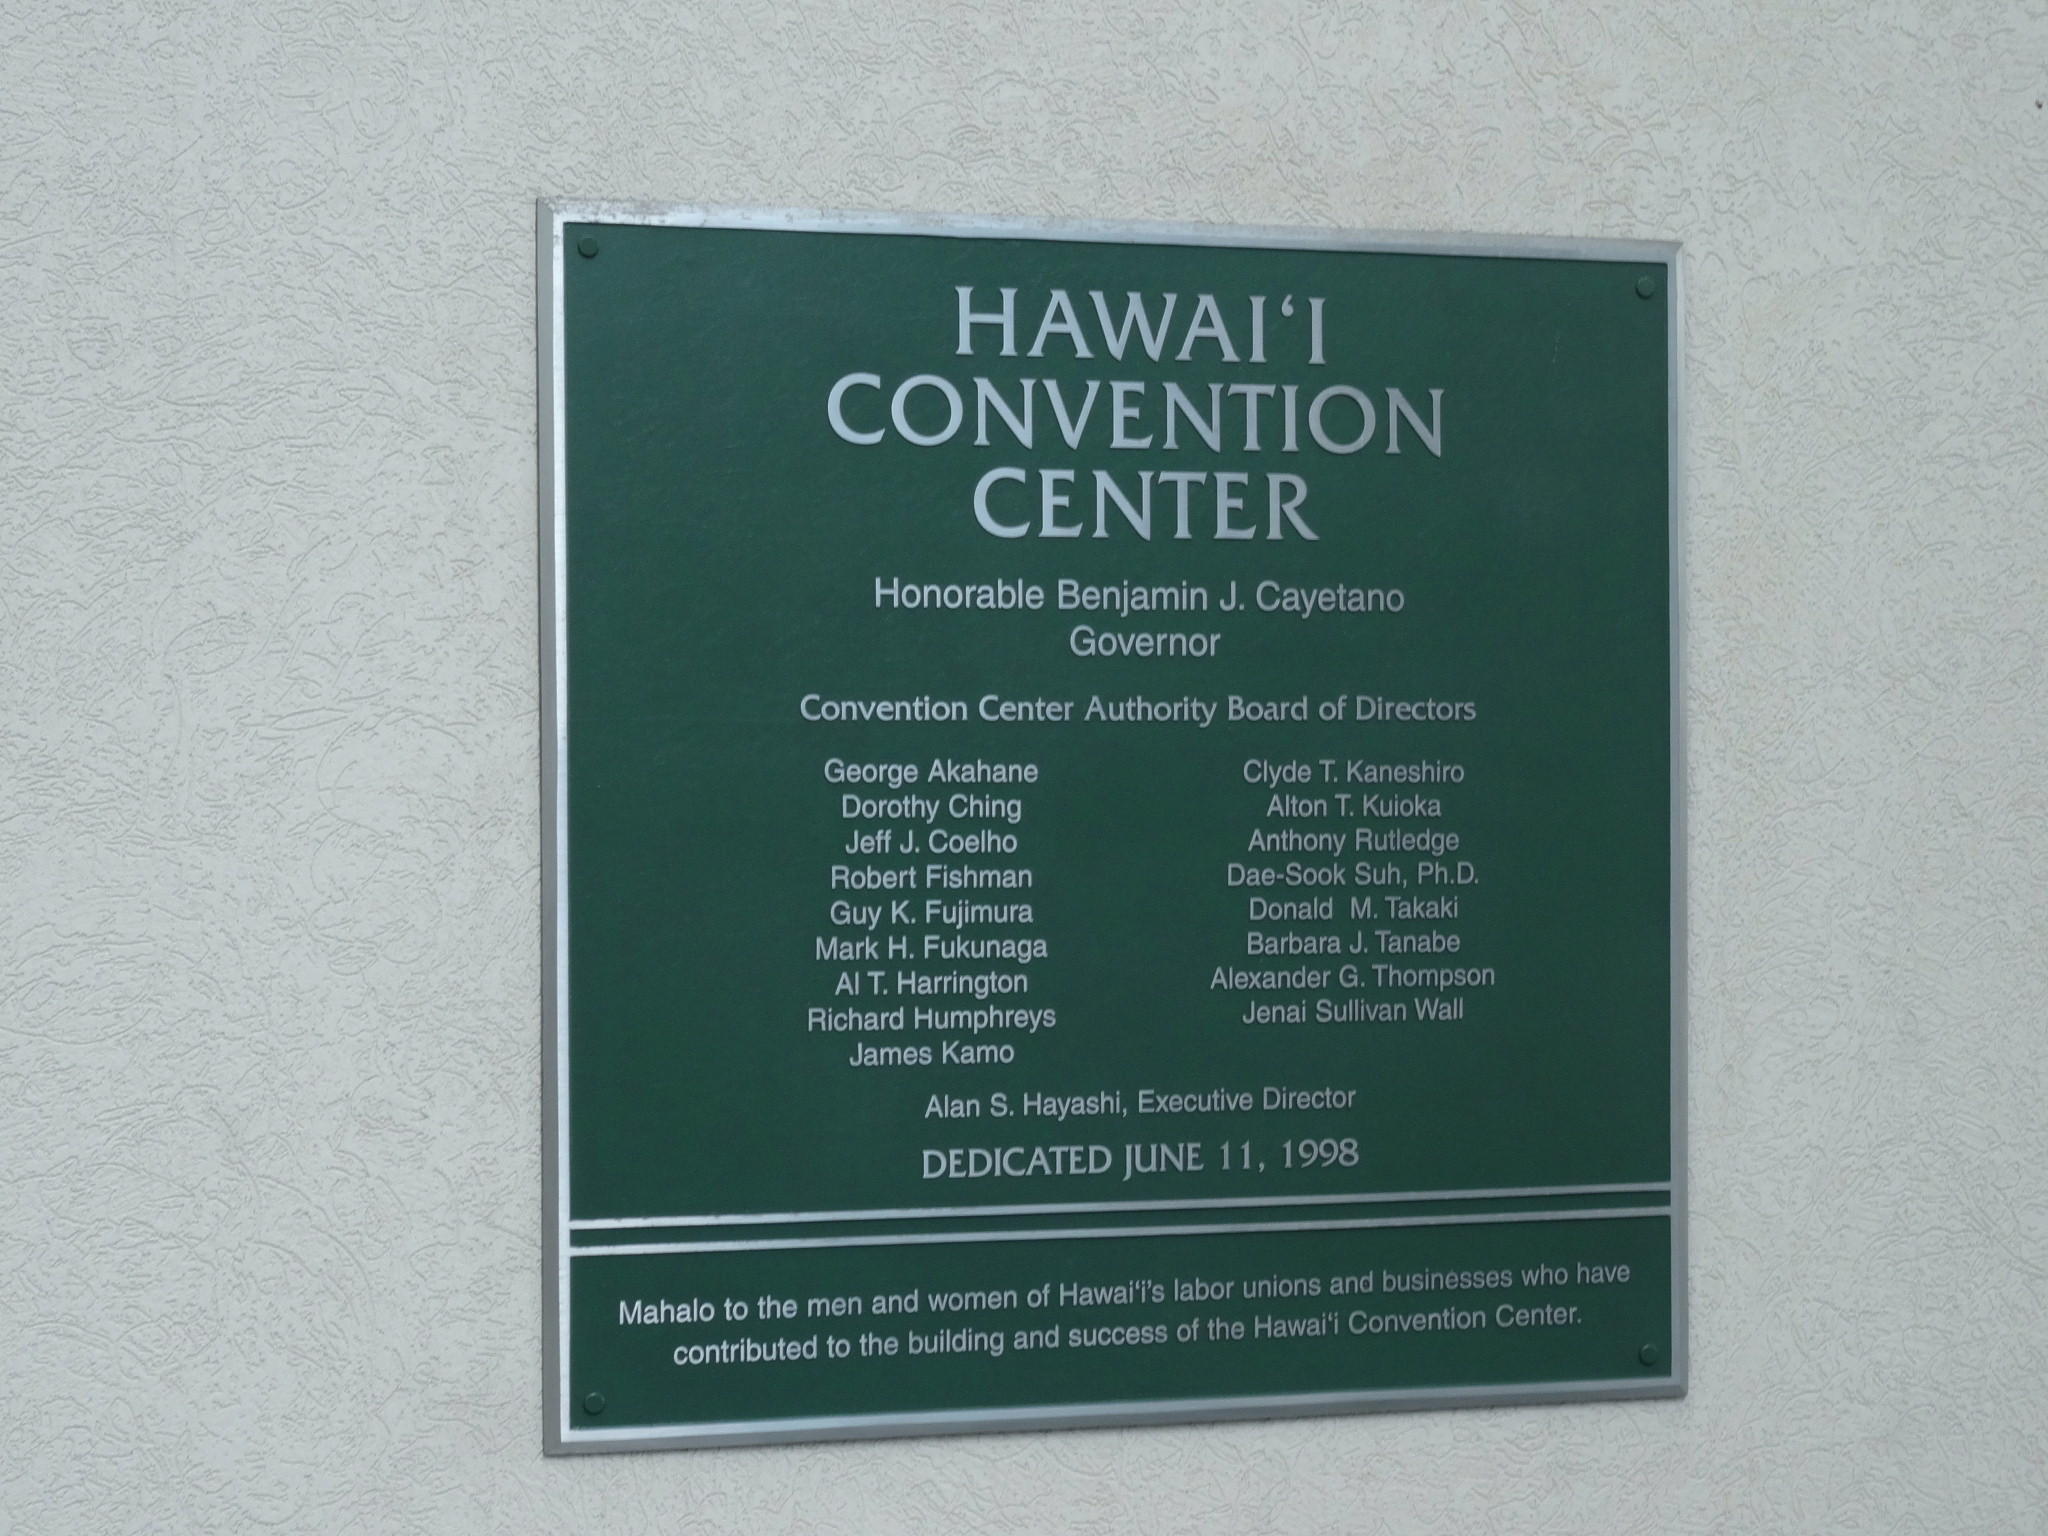 HAWAI‘I
CONVENTION
CENTER
Honorable Benjamin J. Cayetano
Governor
Convention Center Authority Board of Directors
George Akahane
Dorothy Ching
Jeff J. Coelho
Robert Fishman
Guy K. Fujimura
Mark H. Fukunaga
Al T. Harrington
Richard Humphreys
James Kamo
Clyde T. Kaneshiro
Alton T. Kuioka
Anthony Rutledge
Dae-Sook Suh, Ph.D.
Donald M. Takaki
Barbara J. Tanabe
Alexander G. Thompson
Jenai Sullivan Wall
Alan S. Hayashi, Executive Director
DEDICATED JUNE 11, 1998
Mahalo to the men and women of Hawai‘i’s labor unions and businesses who have
contributed to the building and success of the Hawai‘i Convention Center.